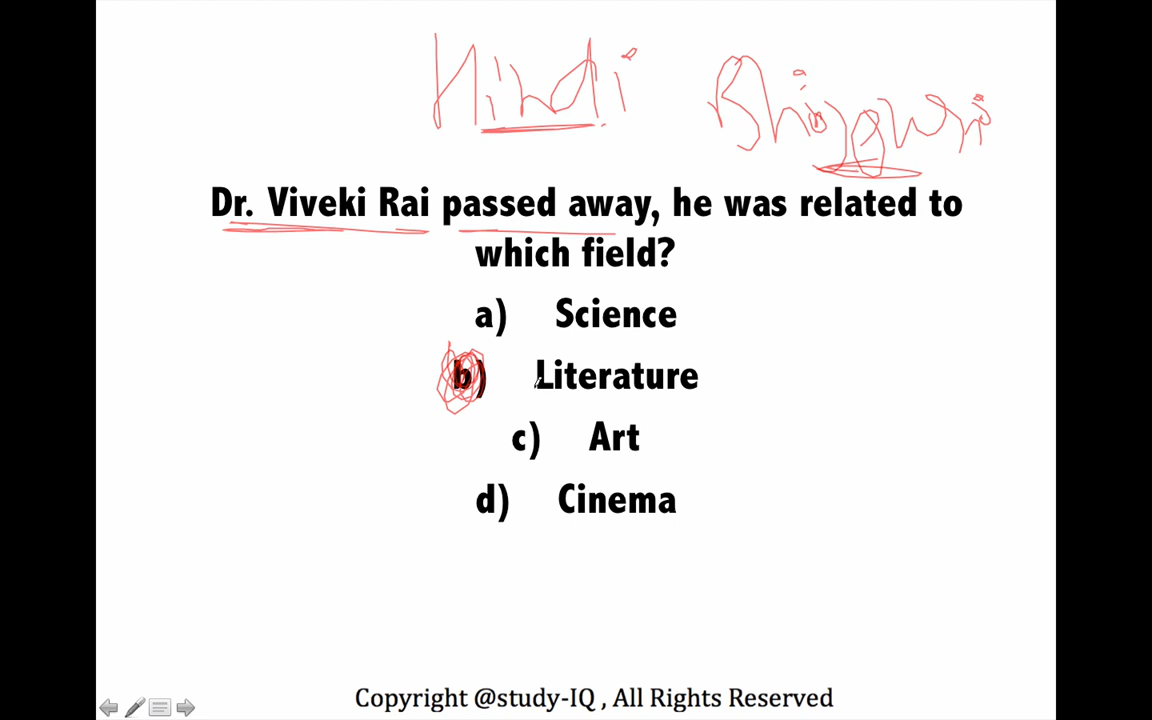 Hindi Bhojpuri
Dr. Viveki Rai passed away, he was related to
which field?
a) Science
b) Literature
c) Art
d) Cinema
Copyright @study-IQ , All Rights Reserved